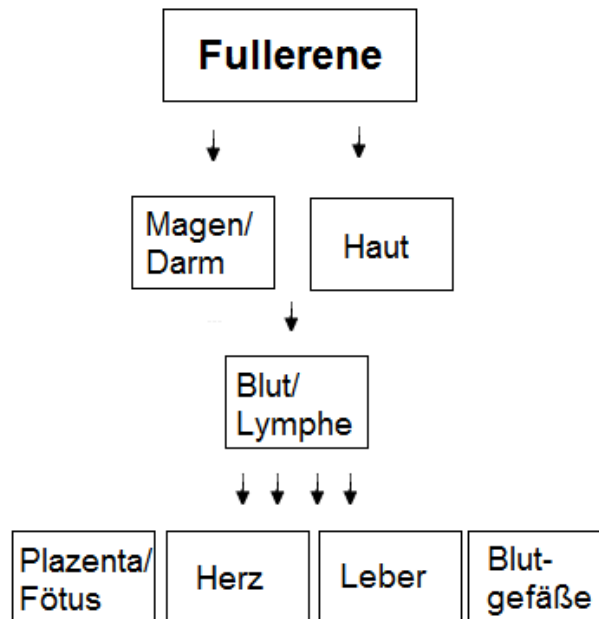 Fullerene
Magen/
Darm
Haut
Blut/
Lymphe
Plazenta/
Fötus
Herz
Leber
Blut-
gefäße